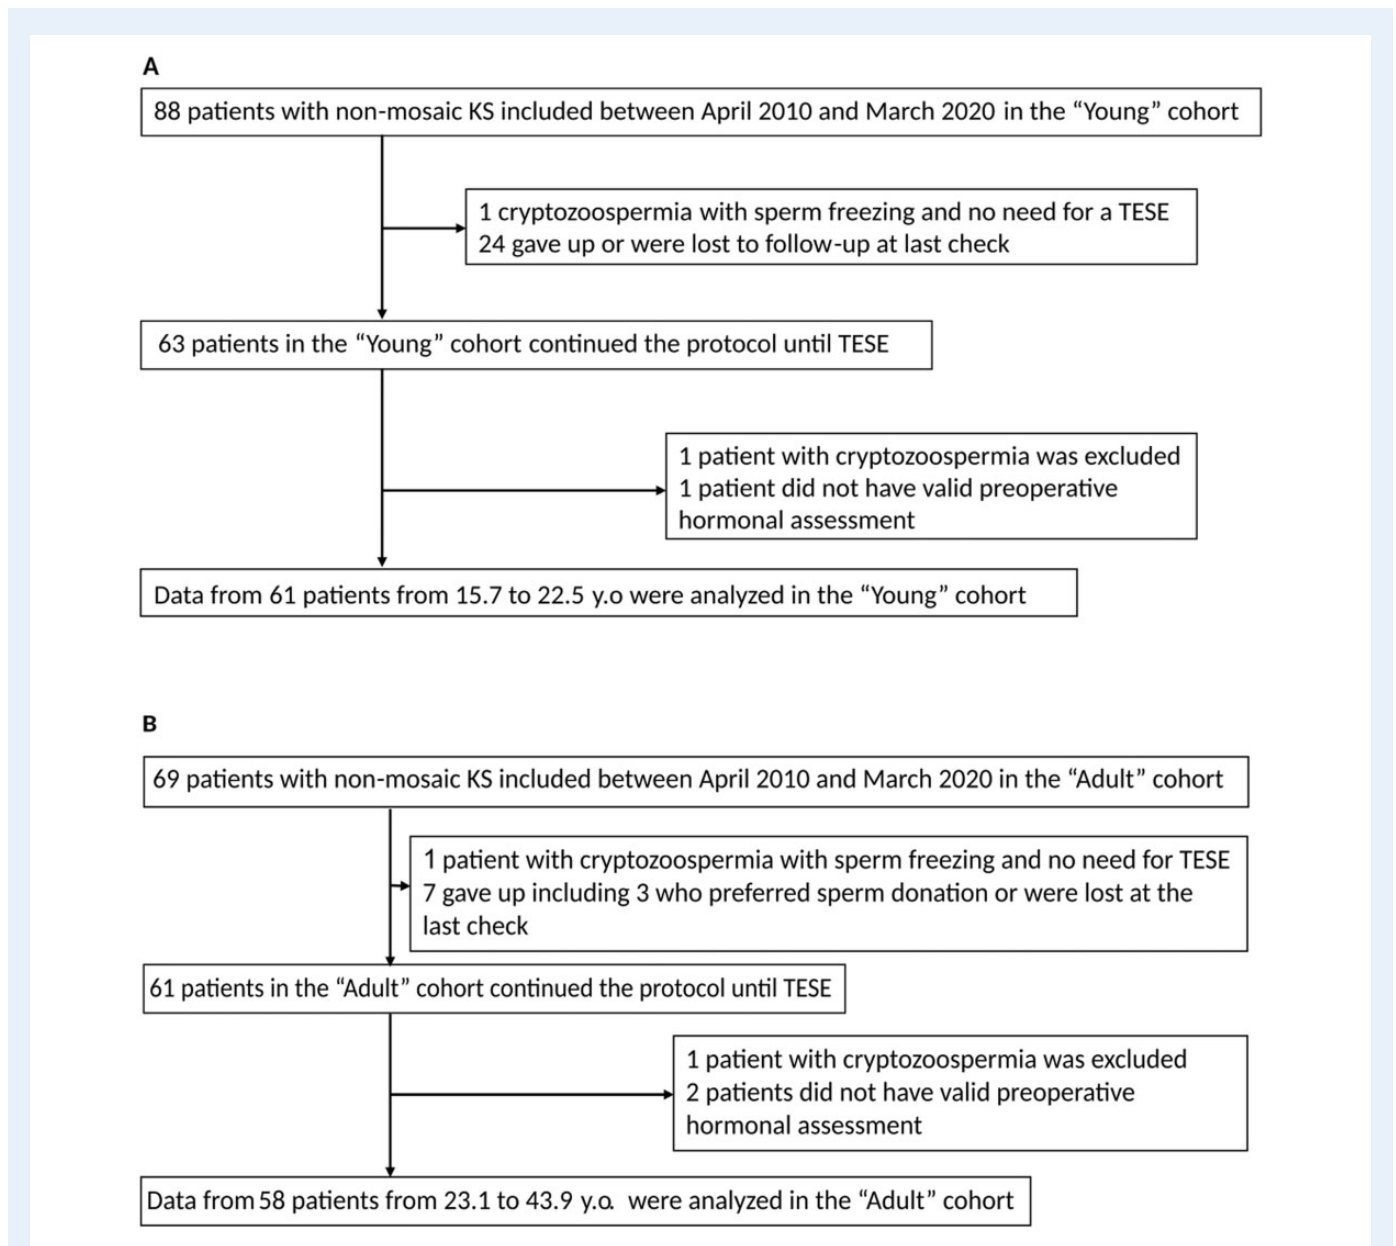 A
88 patients with non-mosaic KS included between April 2010 and March 2020 in the “Young” cohort
1 cryptozoospermia with sperm freezing and no need for a TESE
24 gave up or were lost to follow-up at last check
63 patients in the “Young” cohort continued the protocol until TESE
1 patient with cryptozoospermia was excluded
1 patient did not have valid preoperative
hormonal assessment
Data from 61 patients from 15.7 to 22.5 y.o were analyzed in the “Young” cohort
B
69 patients with non-mosaic KS included between April 2010 and March 2020 in the “Adult” cohort
1 patient with cryptozoospermia with sperm freezing and no need for TESE
7 gave up including 3 who preferred sperm donation or were lost at the
last check
61 patients in the “Adult” cohort continued the protocol until TESE
1 patient with cryptozoospermia was excluded
2 patients did not have valid preoperative
hormonal assessment
Data from 58 patients from 23.1 to 43.9 y.o. were analyzed in the “Adult” cohort